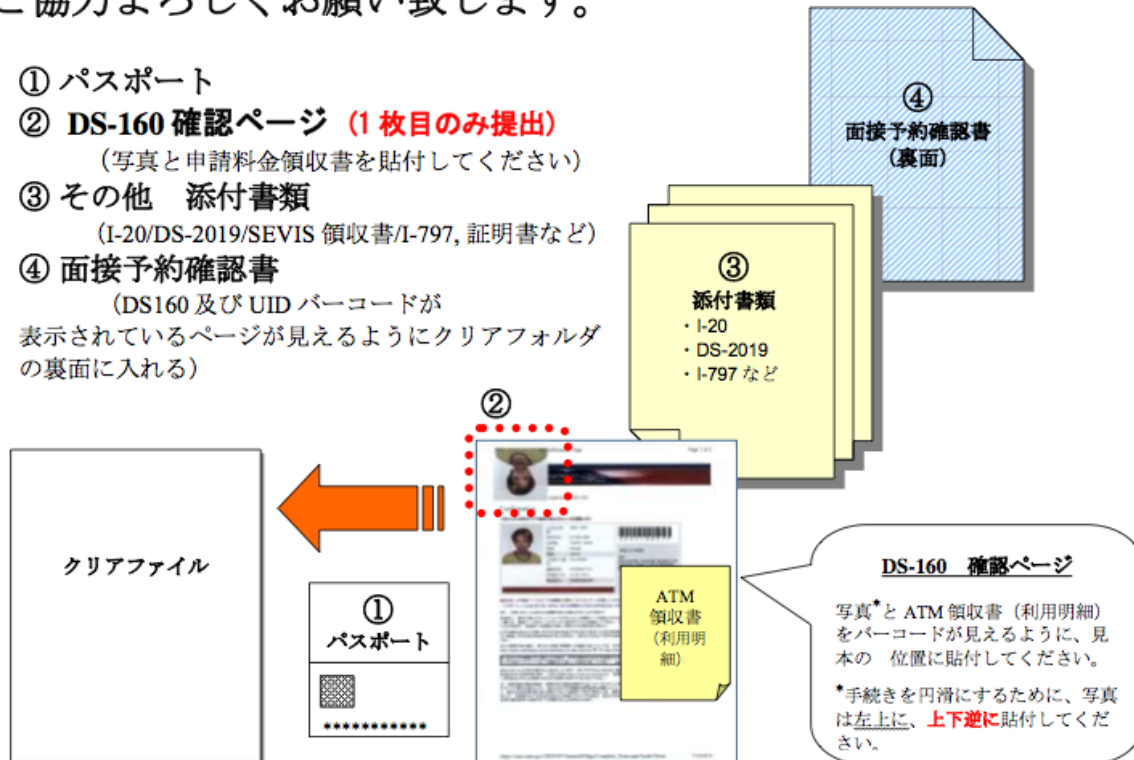 ご協力よろしくお願い致します。
① パスポート
② DS-160 確認ページ (1 枚目のみ提出)
（写真と申請料金領収書を貼付してください）
③ その他　添付書類
（I-20/DS-2019/SEVIS 領収書/I-797, 証明書など）
④ 面接予約確認書
（DS160 及び UID バーコードが
表示されているページが見えるようにクリアフォルダ
の裏面に入れる）
④
面接予約確認書
（裏面）
③
添付書類
・I-20
・DS-2019
・I-797 など
②
クリアファイル
①
パスポート
***********
ATM
領収書
（利用明
細）
DS-160　確認ページ
写真*と ATM 領収書（利用明細）
をバーコードが見えるように、見
本の　位置に貼付してください。
*手続きを円滑にするために、写真
は左上に、上下逆に貼付してくだ
さい。